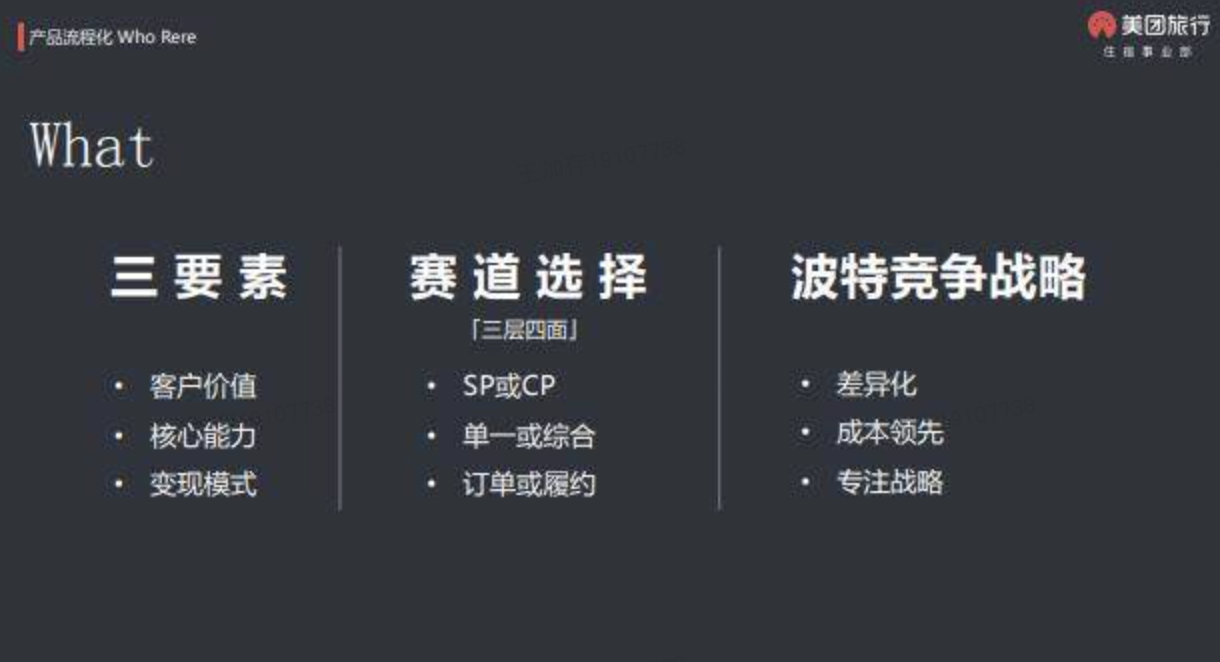 产品流程化 Who Rere
美团旅行
住宿事业部
What
三要素
客户价值
核心能力
变现模式
赛道选择
「三层四面」
SP或CP
单一或综合
订单或履约
波特竞争战略
差异化
成本领先
专注战略